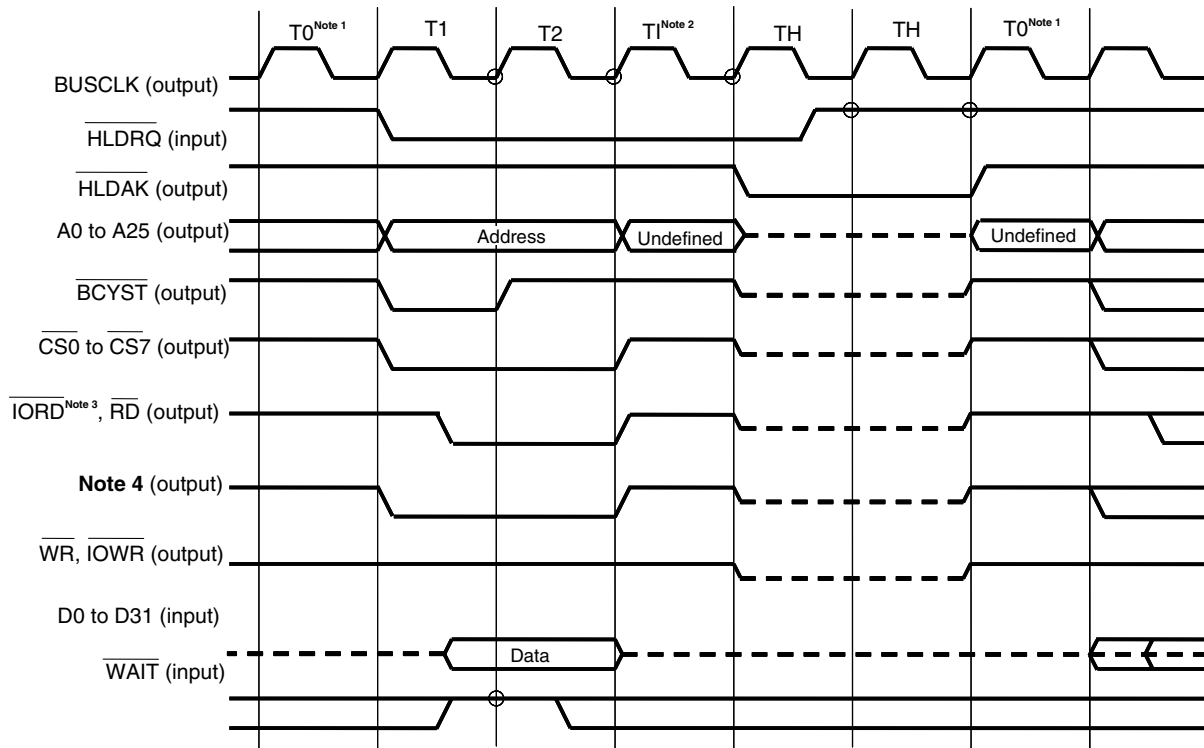 T0Note 1 T1 T2 TINote 2 TH TH T0Note 1
BUSCLK (output)
HLDRQ (input)
HLDAK (output)
A0 to A25 (output) Address Undefined Undefined
BCYST (output)
CS0 to CS7 (output)
IORDNote 3, RD (output)
Note 4 (output)
WR, IOWR (output)
D0 to D31 (input)
Data
WAIT (input)